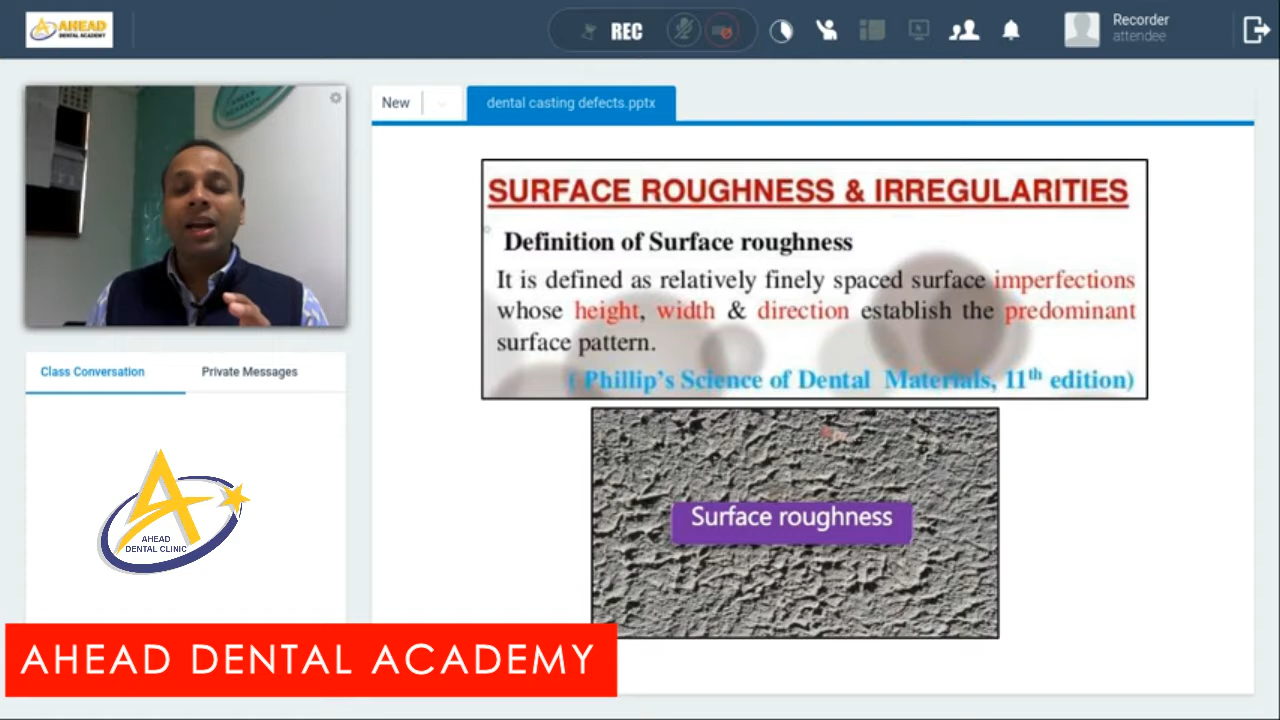 AHEAD
DENTAL ACADEMY
REC
Recorder
attendee
New
dental casting defects.pptx
SURFACE ROUGHNESS & IRREGULARITIES
Definition of Surface roughness
It is defined as relatively finely spaced surface imperfections
whose height, width & direction establish the predominant
surface pattern.
( Phillip's Science of Dental Materials, 11th edition)
Surface roughness
Class Conversation
Private Messages
AHEAD
DENTAL CLINIC
AHEAD DENTAL ACADEMY